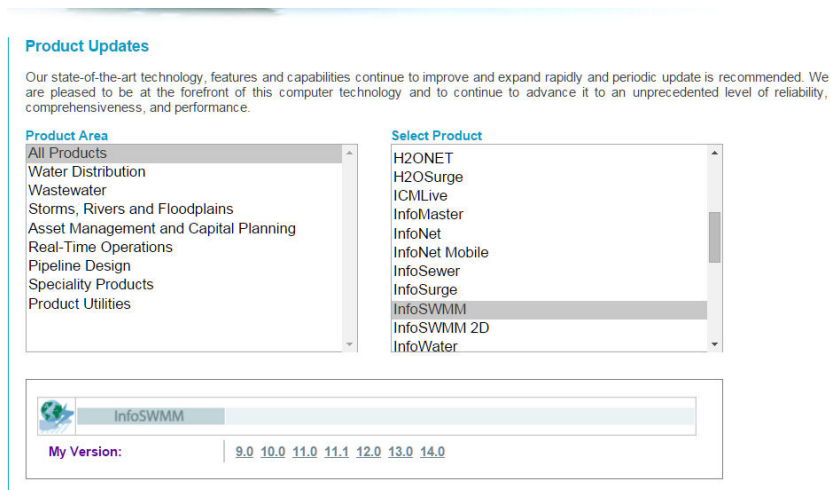 Product Updates
Our state-of-the-art technology, features and capabilities continue to improve and expand rapidly and periodic update is recommended. We
are pleased to be at the forefront of this computer technology and to continue to advance it to an unprecedented level of reliability,
comprehensiveness, and performance.
Product Area
All Products
Water Distribution
Wastewater
Storms, Rivers and Floodplains
Asset Management and Capital Planning
Real-Time Operations
Pipeline Design
Speciality Products
Product Utilities
Select Product
H2ONET
H2OSurge
ICMLive
InfoMaster
InfoNet
InfoNet Mobile
InfoSewer
InfoSurge
InfoSWMM
InfoSWMM 2D
InfoWater
InfoSWMM
My Version: 9.0 10.0 11.0 11.1 12.0 13.0 14.0